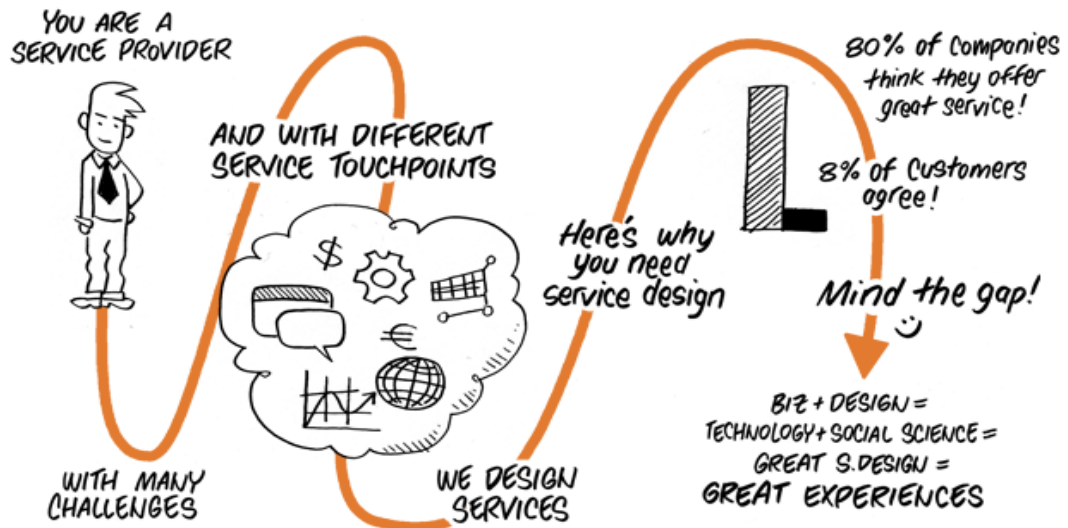 YOU ARE A
SERVICE PROVIDER
WITH MANY
CHALLENGES
AND WITH DIFFERENT
SERVICE TOUCHPOINTS
$
€
WE DESIGN
SERVICES
Here's why
you need
service design
80% of Companies
think they offer
great service!
8% of Customers
agree!
Mind the gap!
BIZ + DESIGN =
TECHNOLOGY + SOCIAL SCIENCE =
GREAT S.DESIGN =
GREAT EXPERIENCES